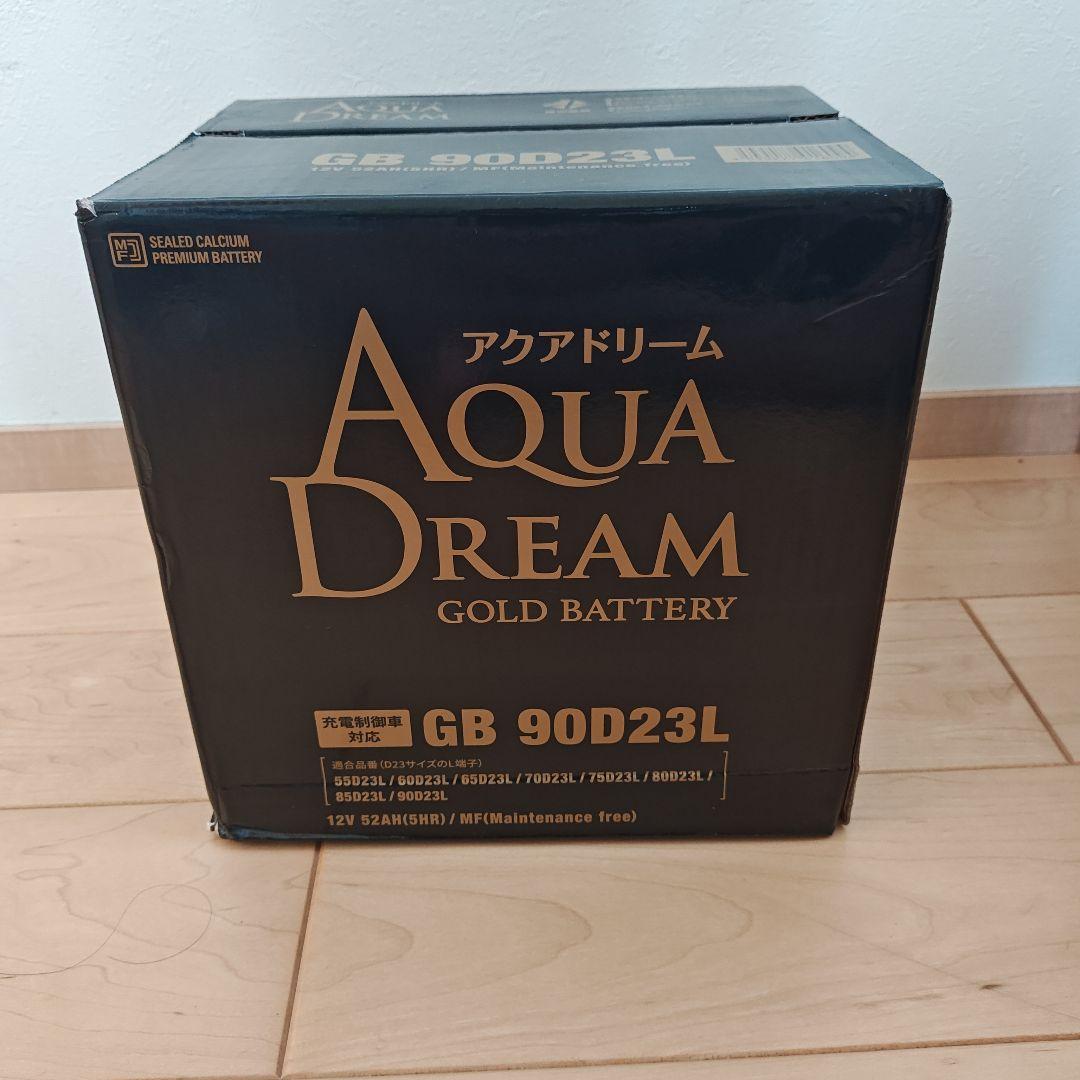 AQUA
DREAM
GB 90D23L
12V 52AH(5HR) / MF(Maintenance free)
MF
SEALED CALCIUM
PREMIUM BATTERY
アクアドリーム
AQUA
DREAM
GOLD BATTERY
充電制御車
対応
GB 90D23L
適合品番(D23サイズのL端子)
55D23L / 60D23L / 65D23L / 70D23L / 75D23L / 80D23L /
85D23L / 90D23L
12V 52AH(5HR) / MF(Maintenance free)